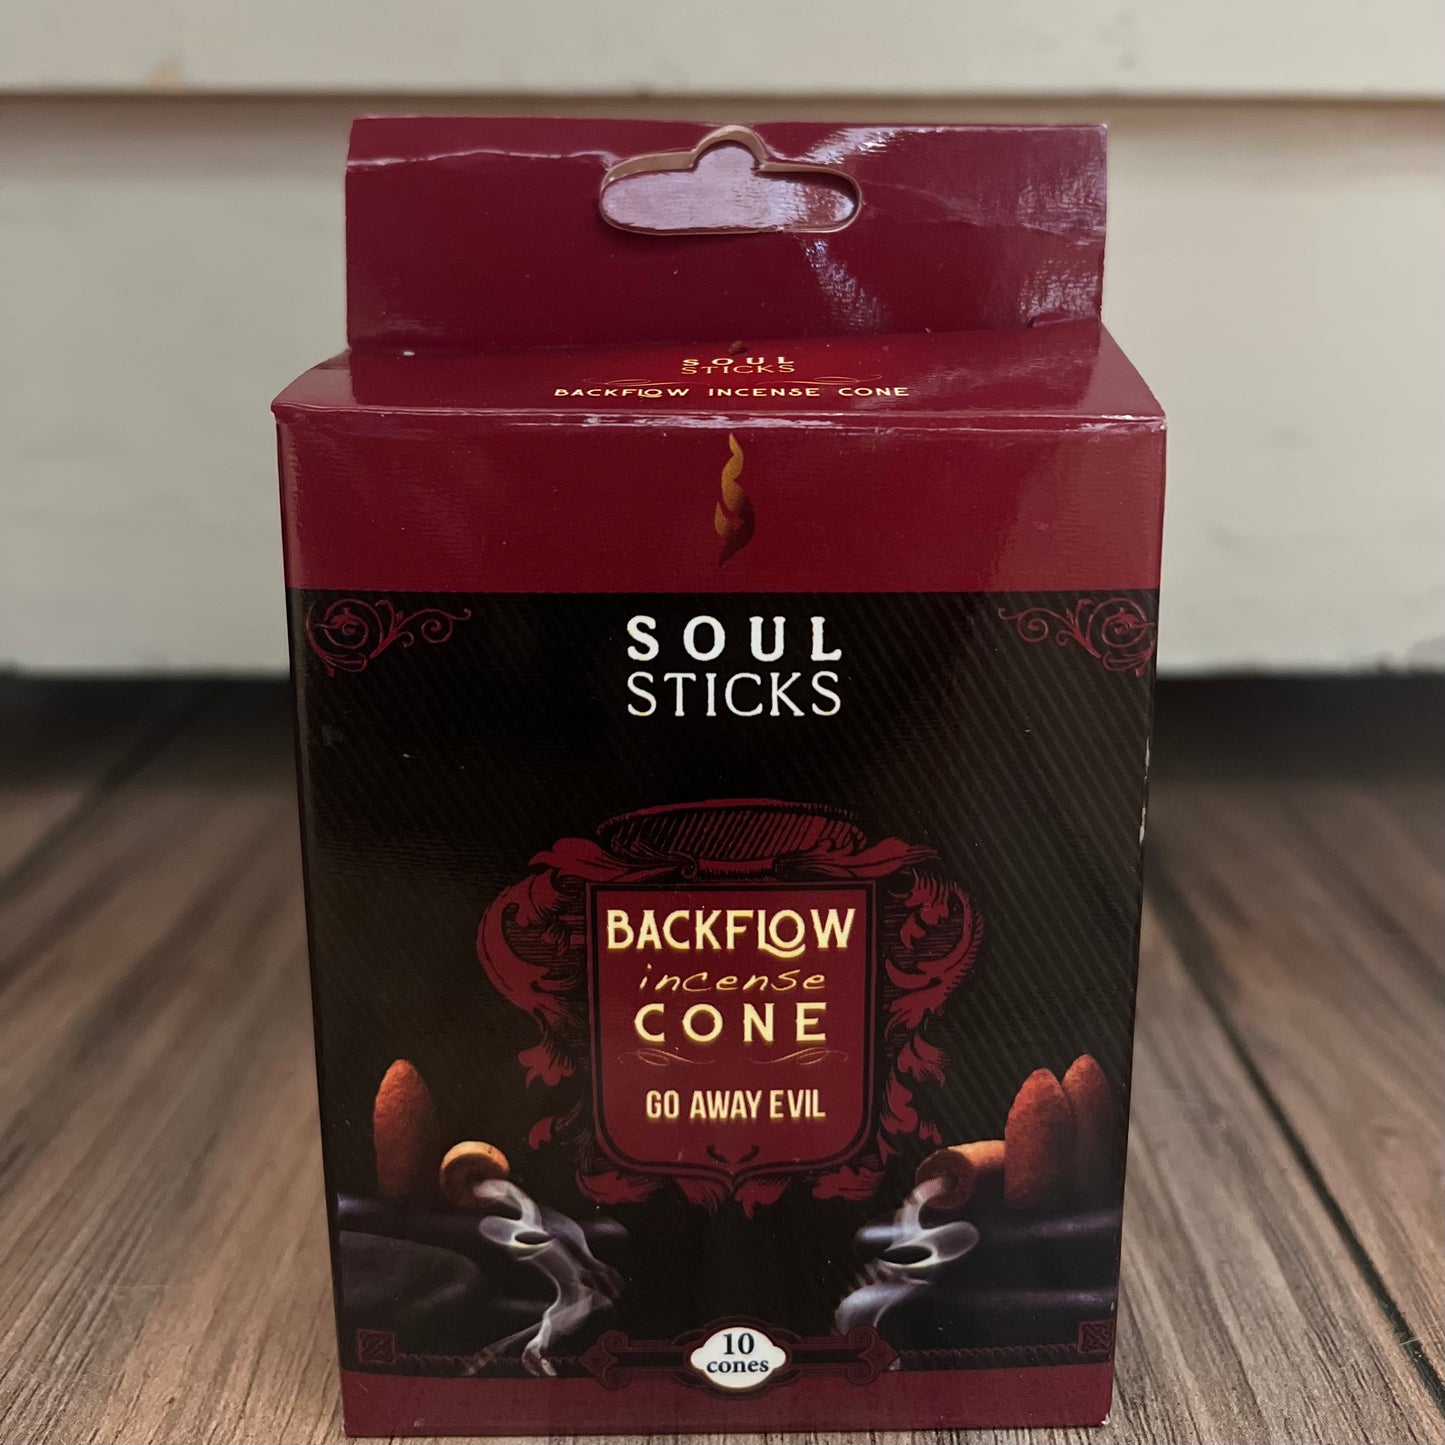 SOUL
STICKS
BACKFLOW INCENSE CONE
SOUL
STICKS
BACKFLOW
incense
CONE
GO AWAY EVIL
10
cones